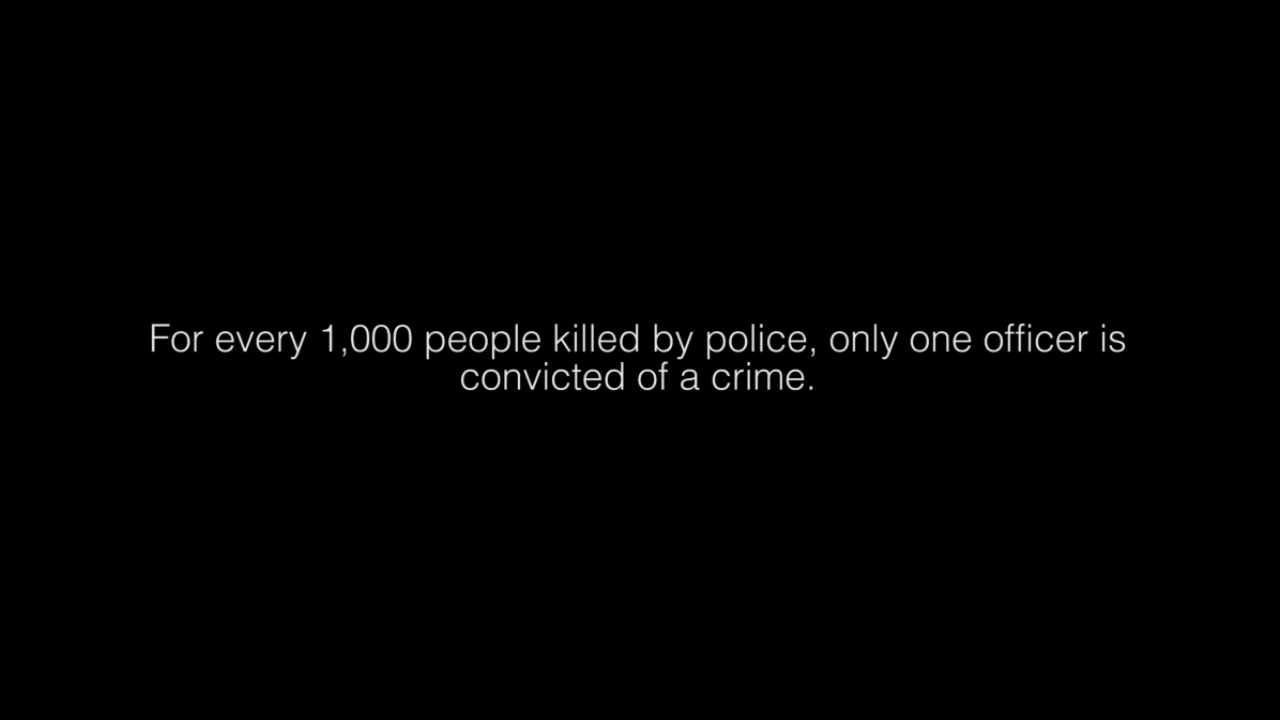 For every 1,000 people killed by police, only one officer is
convicted of a crime.